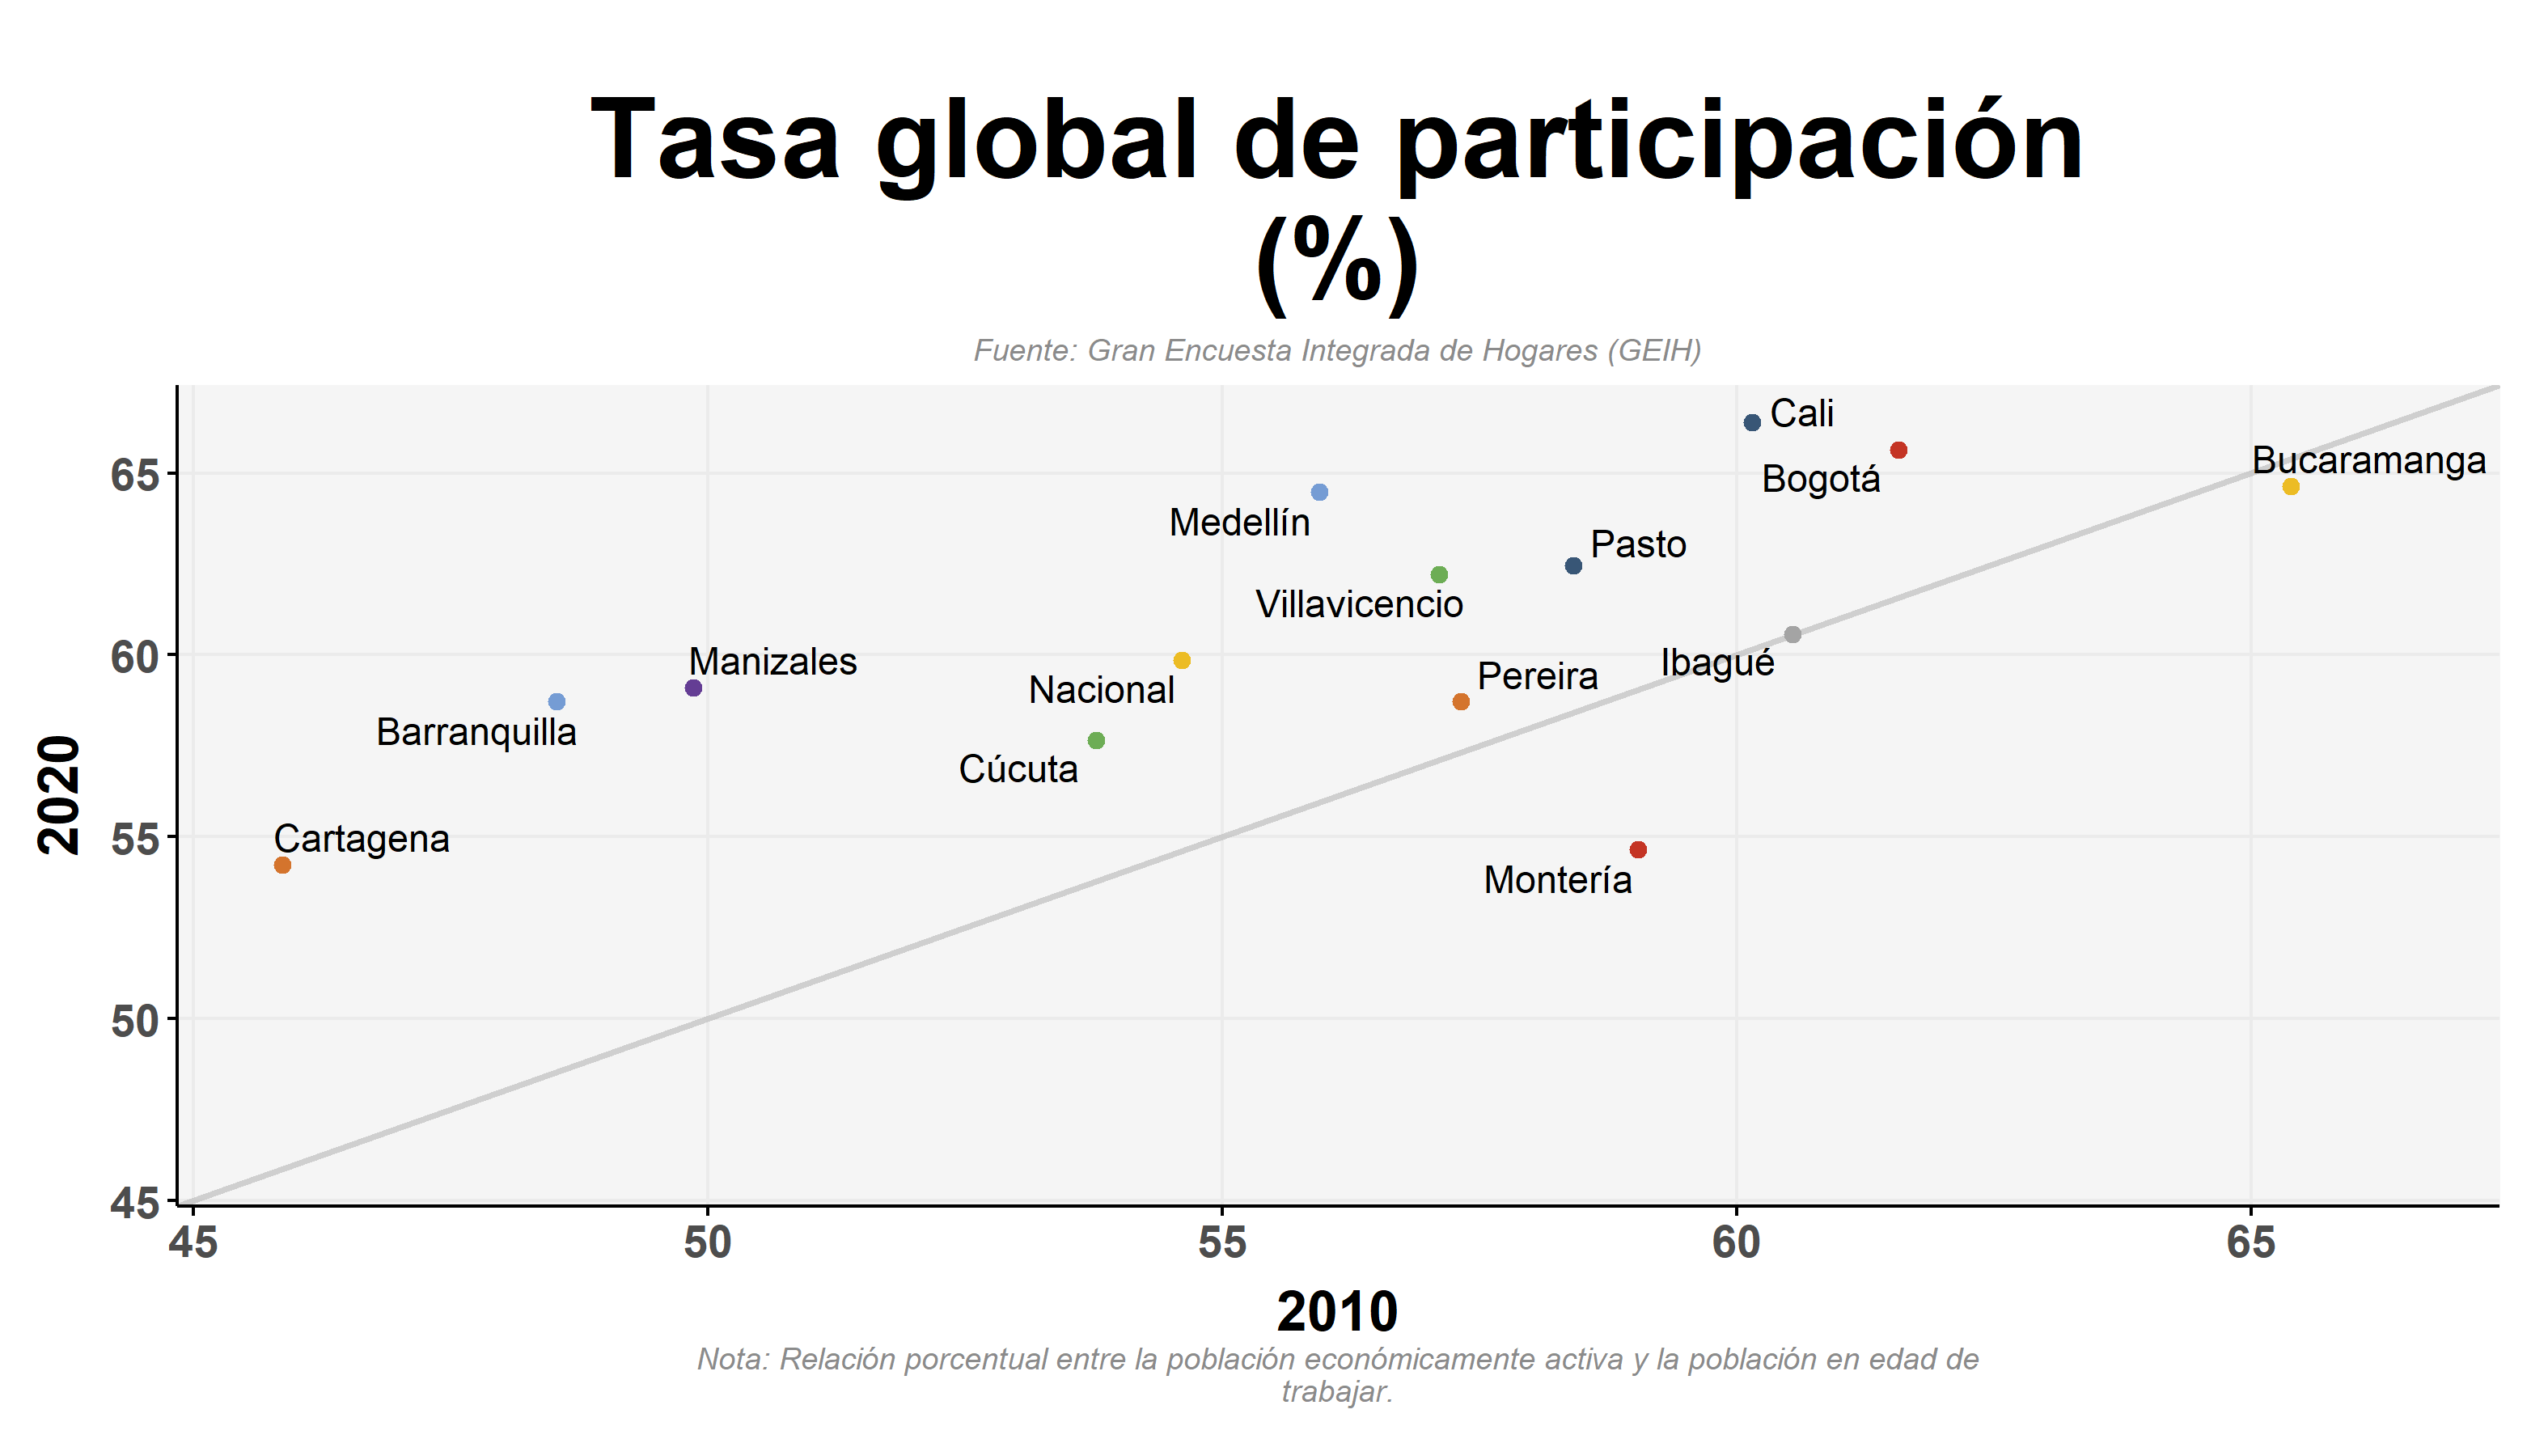 Tasa global de participación
(%)
Fuente: Gran Encuesta Integrada de Hogares (GEIH)
Cali
Bogotá
Bucaramanga
65
Medellín
Pasto
Villavicencio
60
Manizales
Ibagué
Nacional
Pereira
Barranquilla
Cúcuta
2020
55
Cartagena
Montería
50
45
45
50
55
60
65
2010
Nota: Relación porcentual entre la población económicamente activa y la población en edad de
trabajar.